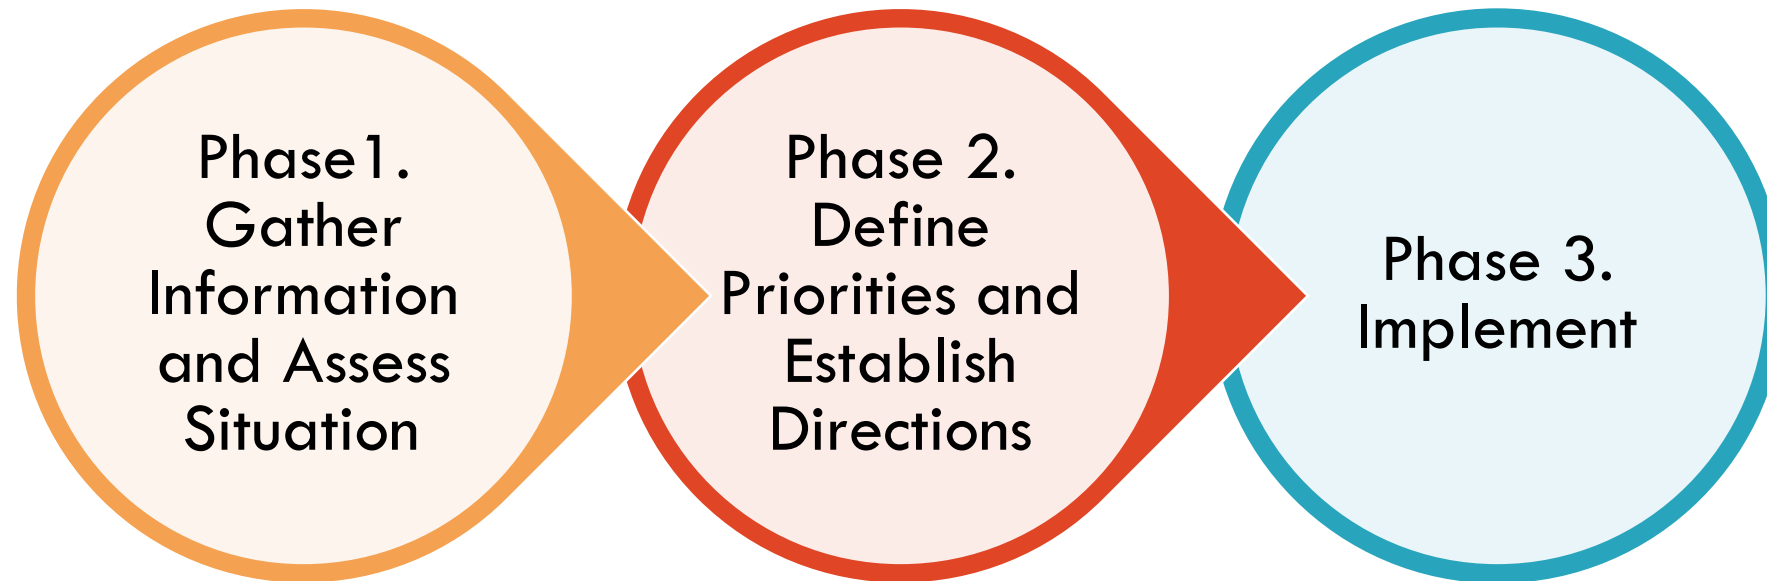 Phase1.
Gather
Information
and Assess
Situation
Phase 2.
Define
Priorities and
Establish
Directions
Phase 3.
Implement